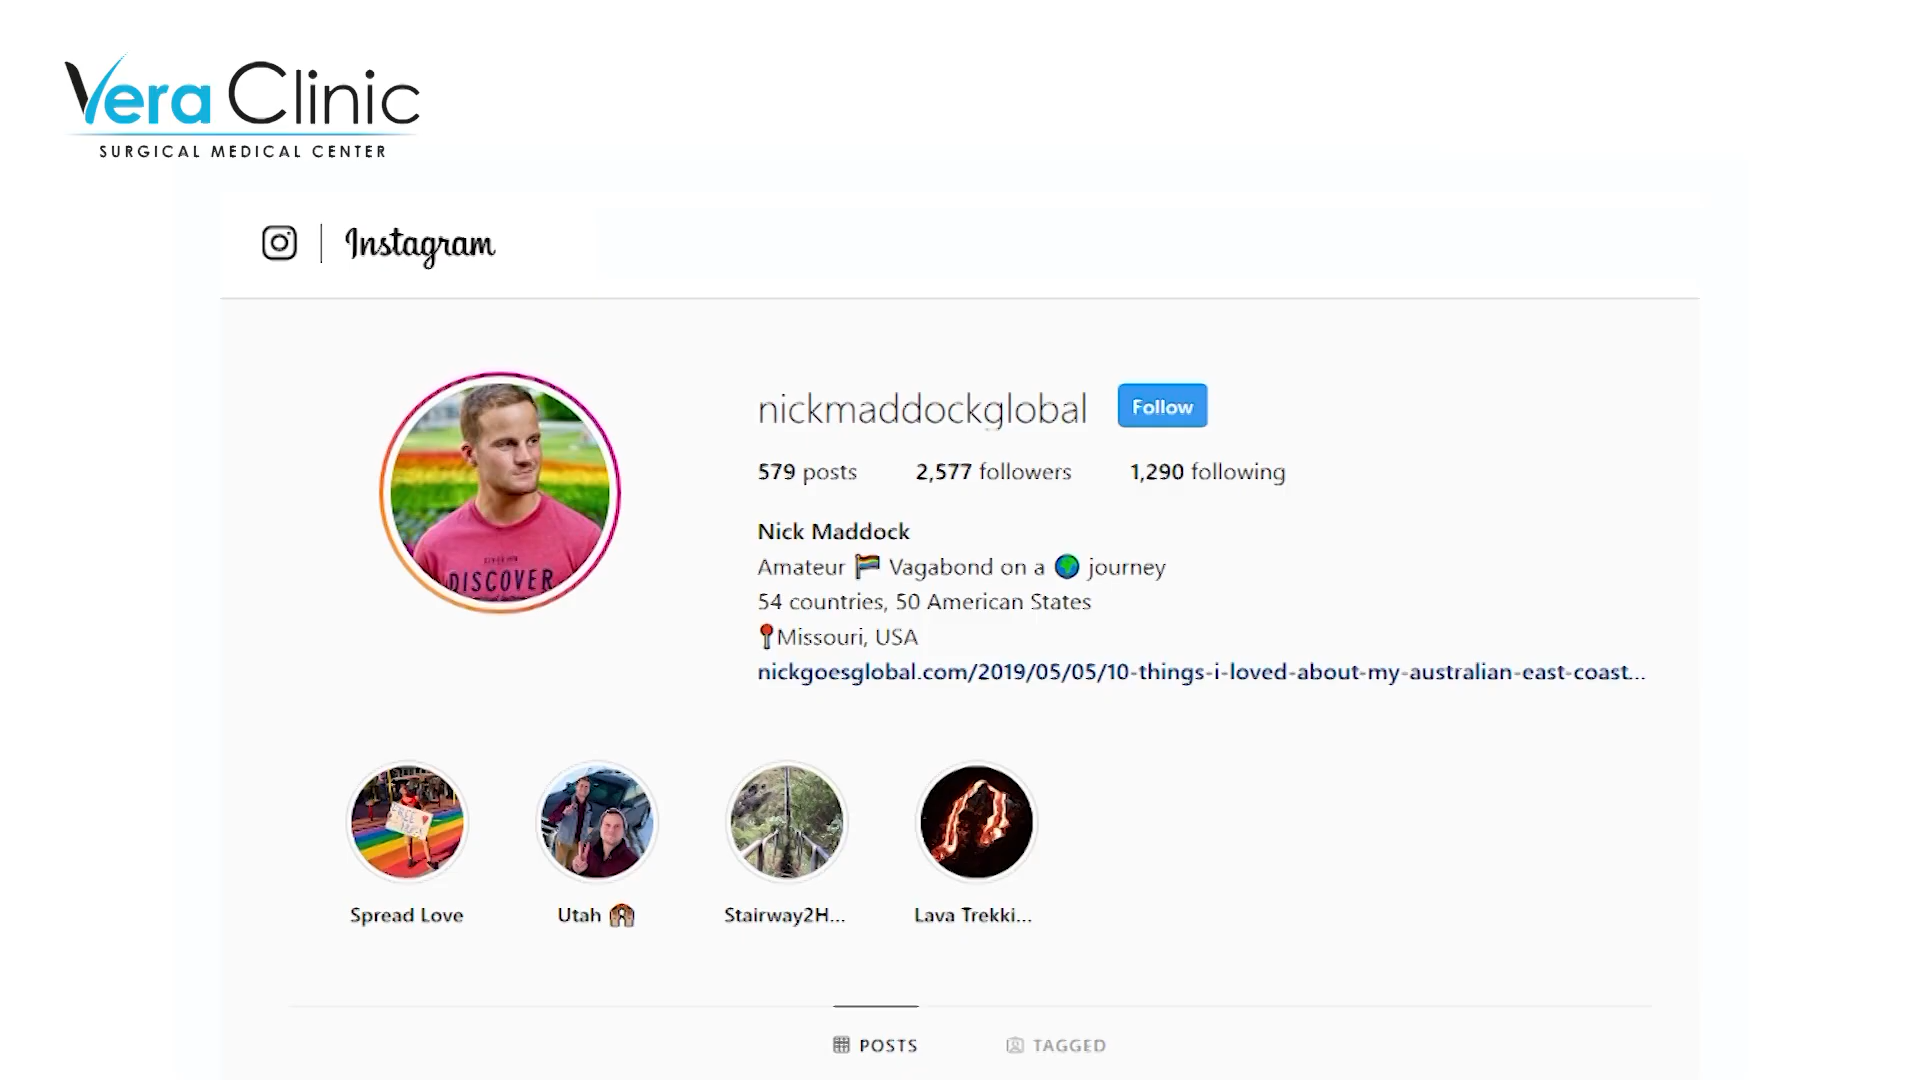 Vera Clinic
SURGICAL MEDICAL CENTER
Instagram
nickmaddockglobal Follow
579 posts 2,577 followers 1,290 following
Nick Maddock
Amateur 🏳️‍🌈 Vagabond on a 🌍 journey
54 countries, 50 American States
📍Missouri, USA
nickgoesglobal.com/2019/05/05/10-things-i-loved-about-my-australian-east-coast...
DISCOVER
FREE
Spread Love Utah Stairway2H... Lava Trekki...
POSTS TAGGED